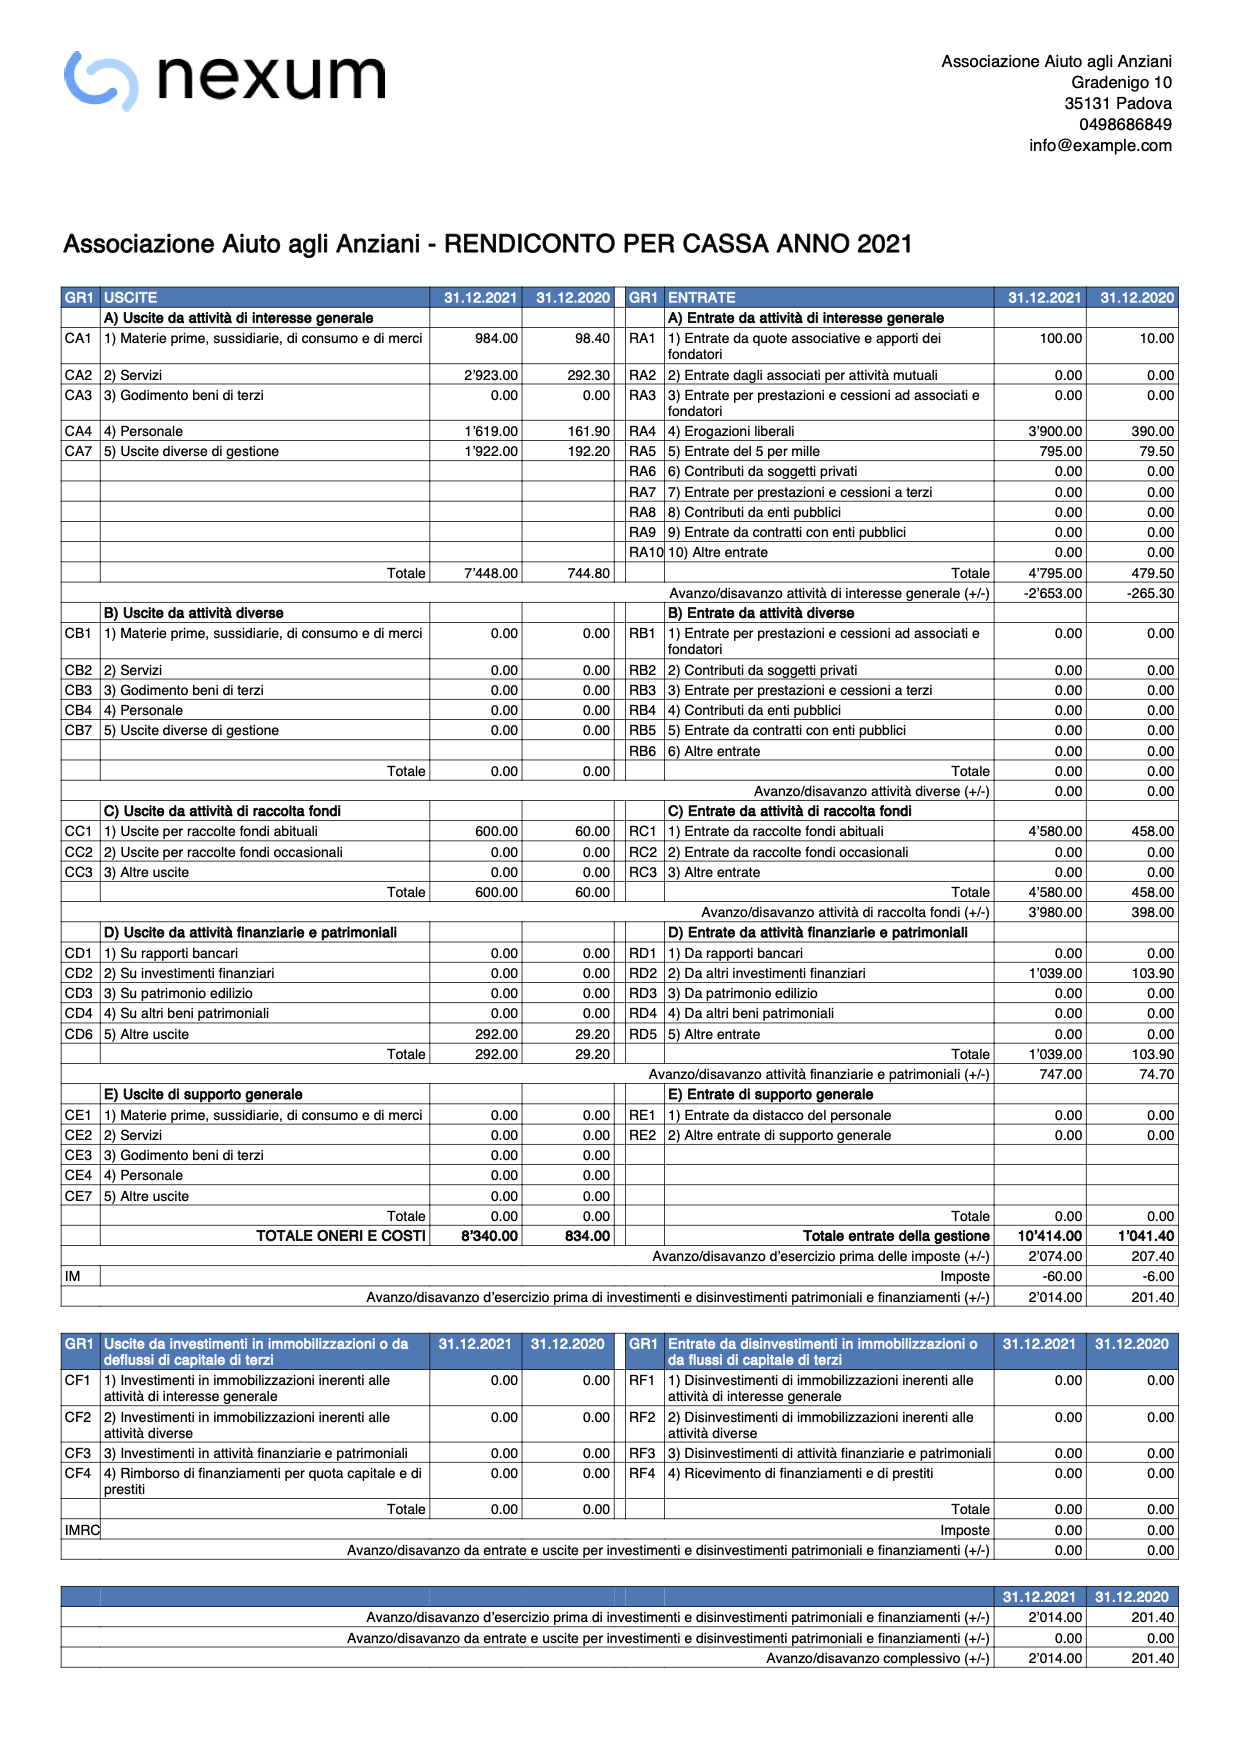 nexum
Associazione Aiuto agli Anziani
Gradenigo 10
35131 Padova
0498686849
info@example.com
Associazione Aiuto agli Anziani - RENDICONTO PER CASSA ANNO 2021
GR1 USCITE 31.12.2021 31.12.2020 GR1 ENTRATE 31.12.2021 31.12.2020
A) Uscite da attività di interesse generale A) Entrate da attività di interesse generale
CA1 1) Materie prime, sussidiarie, di consumo e di merci 984.00 98.40 RA1 1) Entrate da quote associative e apporti dei 100.00 10.00
fondatori
CA2 2) Servizi 2'923.00 292.30 RA2 2) Entrate dagli associati per attività mutuali 0.00 0.00
CA3 3) Godimento beni di terzi 0.00 0.00 RA3 3) Entrate per prestazioni e cessioni ad associati e 0.00 0.00
fondatori
CA4 4) Personale 1'619.00 161.90 RA4 4) Erogazioni liberali 3'900.00 390.00
CA7 5) Uscite diverse di gestione 1'922.00 192.20 RA5 5) Entrate del 5 per mille 795.00 79.50
RA6 6) Contributi da soggetti privati 0.00 0.00
RA7 7) Entrate per prestazioni e cessioni a terzi 0.00 0.00
RA8 8) Contributi da enti pubblici 0.00 0.00
RA9 9) Entrate da contratti con enti pubblici 0.00 0.00
RA10 10) Altre entrate 0.00 0.00
Totale 7'448.00 744.80 Totale 4'795.00 479.50
Avanzo/disavanzo attività di interesse generale (+/-) -2'653.00 -265.30
B) Uscite da attività diverse B) Entrate da attività diverse
CB1 1) Materie prime, sussidiarie, di consumo e di merci 0.00 0.00 RB1 1) Entrate per prestazioni e cessioni ad associati e 0.00 0.00
fondatori
CB2 2) Servizi 0.00 0.00 RB2 2) Contributi da soggetti privati 0.00 0.00
CB3 3) Godimento beni di terzi 0.00 0.00 RB3 3) Entrate per prestazioni e cessioni a terzi 0.00 0.00
CB4 4) Personale 0.00 0.00 RB4 4) Contributi da enti pubblici 0.00 0.00
CB7 5) Uscite diverse di gestione 0.00 0.00 RB5 5) Entrate da contratti con enti pubblici 0.00 0.00
RB6 6) Altre entrate 0.00 0.00
Totale 0.00 0.00 Totale 0.00 0.00
Avanzo/disavanzo attività diverse (+/-) 0.00 0.00
C) Uscite da attività di raccolta fondi C) Entrate da attività di raccolta fondi
CC1 1) Uscite per raccolte fondi abituali 600.00 60.00 RC1 1) Entrate da raccolte fondi abituali 4'580.00 458.00
CC2 2) Uscite per raccolte fondi occasionali 0.00 0.00 RC2 2) Entrate da raccolte fondi occasionali 0.00 0.00
CC3 3) Altre uscite 0.00 0.00 RC3 3) Altre entrate 0.00 0.00
Totale 600.00 60.00 Totale 4'580.00 458.00
Avanzo/disavanzo attività di raccolta fondi (+/-) 3'980.00 398.00
D) Uscite da attività finanziarie e patrimoniali D) Entrate da attività finanziarie e patrimoniali
CD1 1) Su rapporti bancari 0.00 0.00 RD1 1) Da rapporti bancari 0.00 0.00
CD2 2) Su investimenti finanziari 0.00 0.00 RD2 2) Da altri investimenti finanziari 1'039.00 103.90
CD3 3) Su patrimonio edilizio 0.00 0.00 RD3 3) Da patrimonio edilizio 0.00 0.00
CD4 4) Su altri beni patrimoniali 0.00 0.00 RD4 4) Da altri beni patrimoniali 0.00 0.00
CD6 5) Altre uscite 292.00 29.20 RD5 5) Altre entrate 0.00 0.00
Totale 292.00 29.20 Totale 1'039.00 103.90
Avanzo/disavanzo attività finanziarie e patrimoniali (+/-) 747.00 74.70
E) Uscite di supporto generale E) Entrate di supporto generale
CE1 1) Materie prime, sussidiarie, di consumo e di merci 0.00 0.00 RE1 1) Entrate da distacco del personale 0.00 0.00
CE2 2) Servizi 0.00 0.00 RE2 2) Altre entrate di supporto generale 0.00 0.00
CE3 3) Godimento beni di terzi 0.00 0.00
CE4 4) Personale 0.00 0.00
CE7 5) Altre uscite 0.00 0.00
Totale 0.00 0.00 Totale 0.00 0.00
TOTALE ONERI E COSTI 8'340.00 834.00 Totale entrate della gestione 10'414.00 1'041.40
Avanzo/disavanzo d'esercizio prima delle imposte (+/-) 2'074.00 207.40
IM Imposte -60.00 -6.00
Avanzo/disavanzo d'esercizio prima di investimenti e disinvestimenti patrimoniali e finanziamenti (+/-) 2'014.00 201.40
GR1 Uscite da investimenti in immobilizzazioni o da 31.12.2021 31.12.2020 GR1 Entrate da disinvestimenti in immobilizzazioni o 31.12.2021 31.12.2020
deflussi di capitale di terzi da flussi di capitale di terzi
CF1 1) Investimenti in immobilizzazioni inerenti alle 0.00 0.00 RF1 1) Disinvestimenti di immobilizzazioni inerenti alle 0.00 0.00
attività di interesse generale attività di interesse generale
CF2 2) Investimenti in immobilizzazioni inerenti alle 0.00 0.00 RF2 2) Disinvestimenti di immobilizzazioni inerenti alle 0.00 0.00
attività diverse attività diverse
CF3 3) Investimenti in attività finanziarie e patrimoniali 0.00 0.00 RF3 3) Disinvestimenti di attività finanziarie e patrimoniali 0.00 0.00
CF4 4) Rimborso di finanziamenti per quota capitale e di 0.00 0.00 RF4 4) Ricevimento di finanziamenti e di prestiti 0.00 0.00
prestiti
Totale 0.00 0.00 Totale 0.00 0.00
IMRC Imposte 0.00 0.00
Avanzo/disavanzo da entrate e uscite per investimenti e disinvestimenti patrimoniali e finanziamenti (+/-) 0.00 0.00
31.12.2021 31.12.2020
Avanzo/disavanzo d'esercizio prima di investimenti e disinvestimenti patrimoniali e finanziamenti (+/-) 2'014.00 201.40
Avanzo/disavanzo da entrate e uscite per investimenti e disinvestimenti patrimoniali e finanziamenti (+/-) 0.00 0.00
Avanzo/disavanzo complessivo (+/-) 2'014.00 201.40